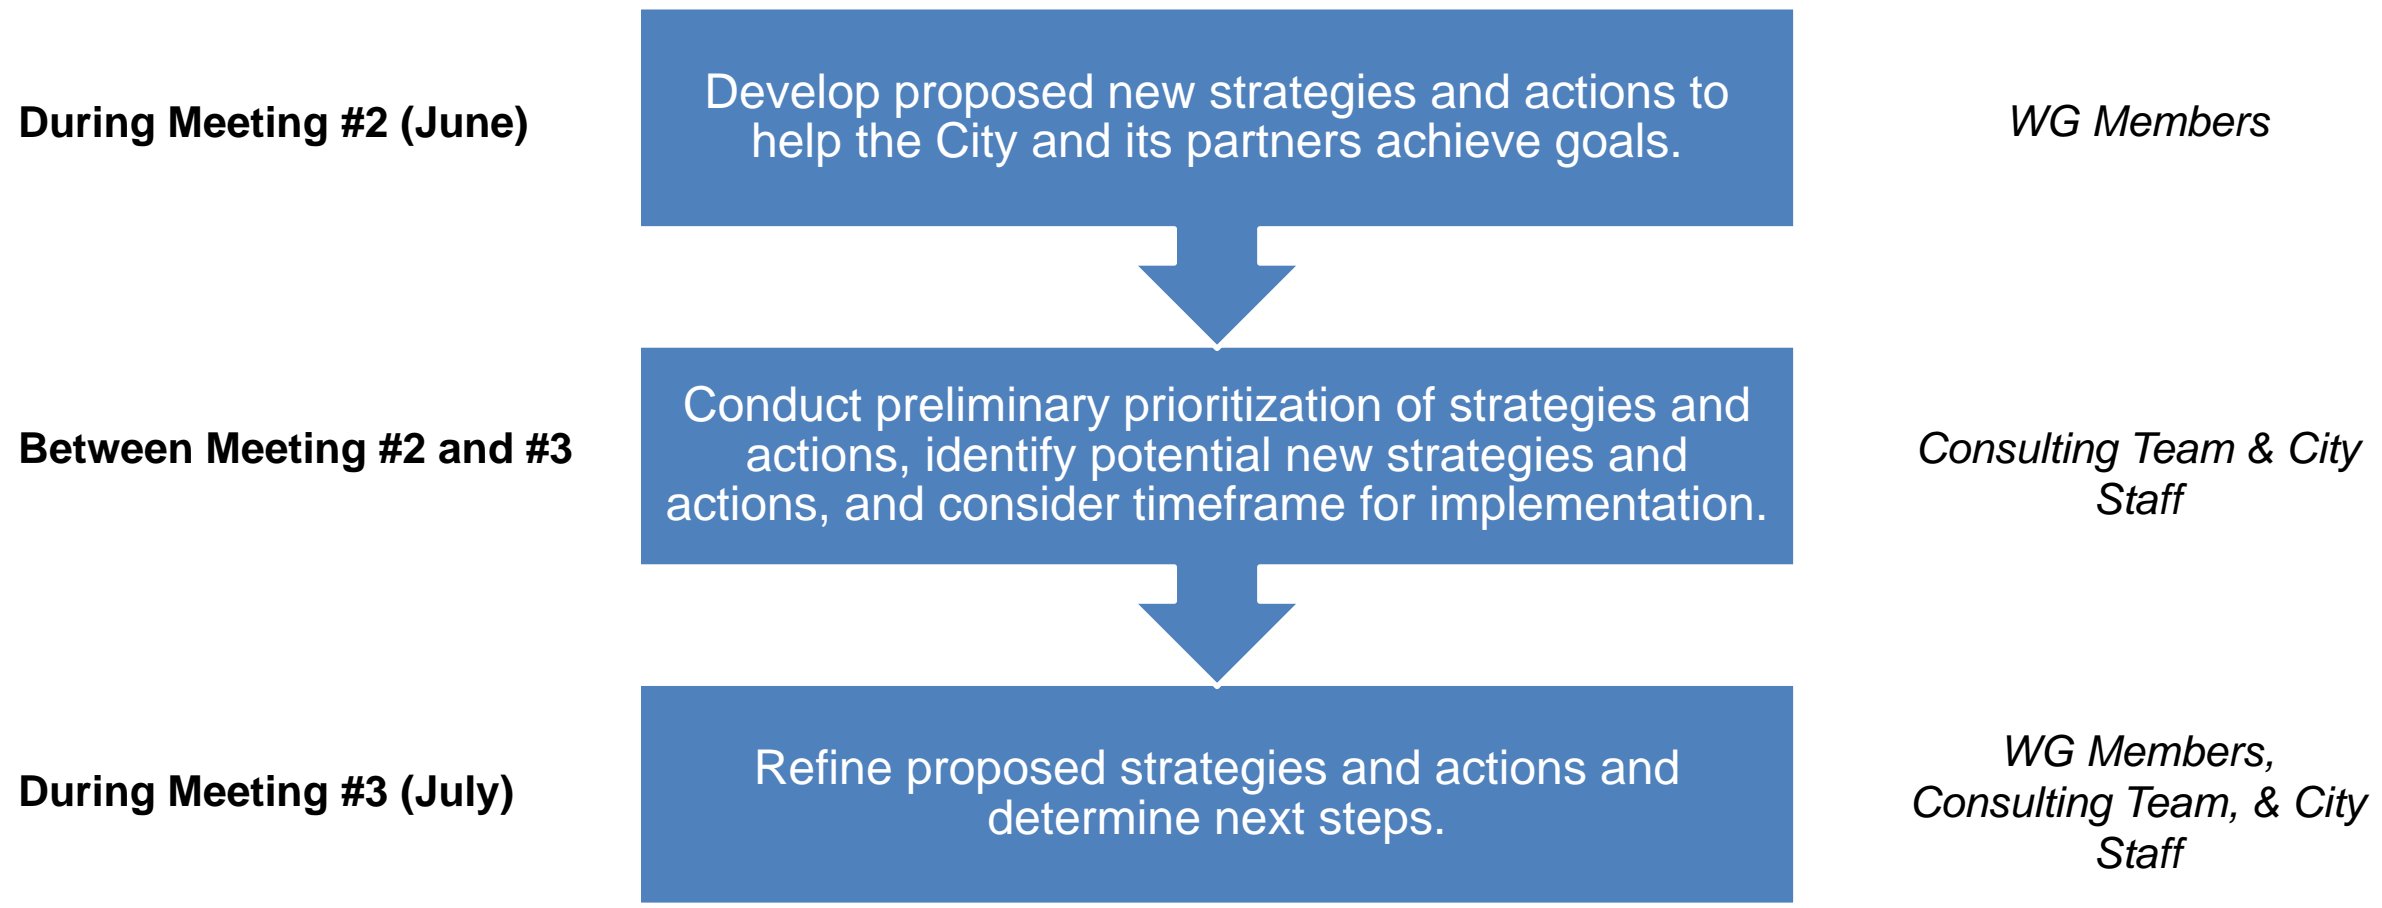 During Meeting #2 (June)
Develop proposed new strategies and actions to
help the City and its partners achieve goals.
WG Members
Between Meeting #2 and #3
Conduct preliminary prioritization of strategies and
actions, identify potential new strategies and
actions, and consider timeframe for implementation.
Consulting Team & City
Staff
During Meeting #3 (July)
Refine proposed strategies and actions and
determine next steps.
WG Members,
Consulting Team, & City
Staff